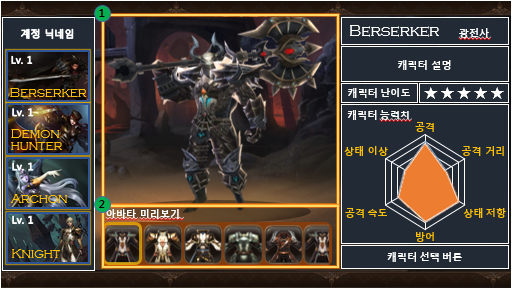 계정 닉네임
Lv. 1
BERSERKER
Lv. 1
DEMON
HUNTER
Lv. 1
ARCHON
Lv. 1
KNIGHT
1
2
아바타 미리보기
BERSERKER 광전사
캐릭터 설명
캐릭터 난이도 ★★★★★
캐릭터 능력치
공격
상태 이상 공격 거리
공격 속도 상태 저항
방어
캐릭터 선택 버튼